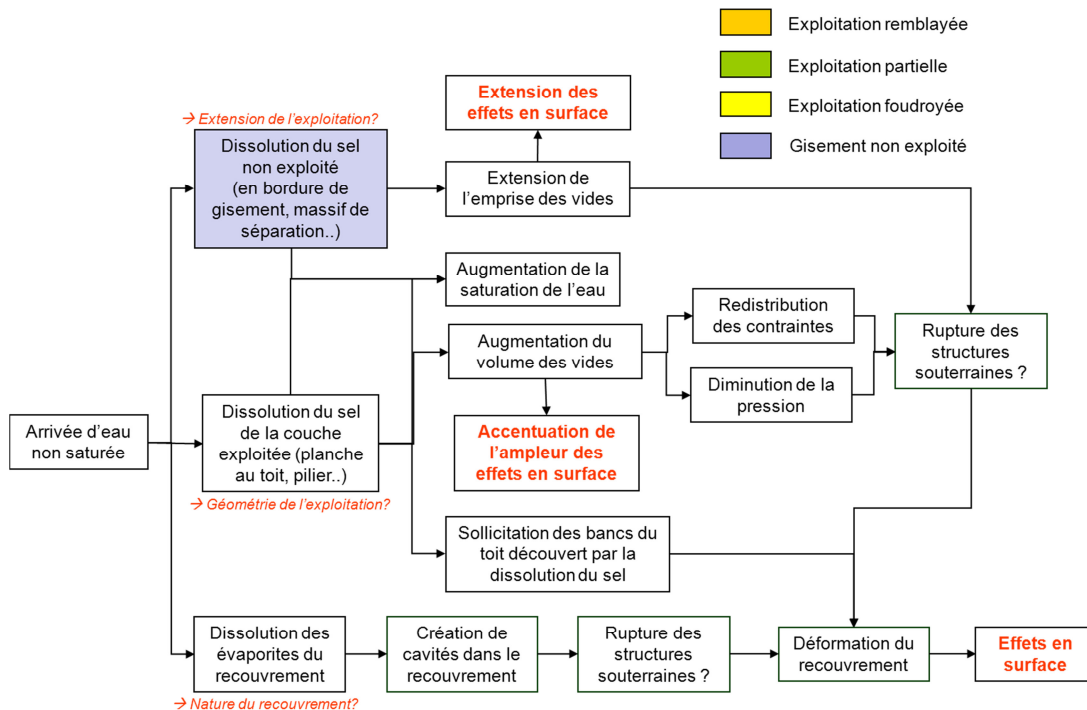 Exploitation remblayée
Exploitation partielle
Exploitation foudroyée
Gisement non exploité
Extension des
effets en surface
→ Extension de l'exploitation?
Dissolution du sel
non exploité
(en bordure de
gisement, massif de
séparation..)
Extension de
l'emprise des vides
Augmentation de la
saturation de l'eau
Redistribution
des contraintes
Rupture des
structures
souterraines ?
Augmentation du
volume des vides
Diminution de la
pression
Arrivée d'eau
non saturée
Dissolution du sel
de la couche
exploitée (planche
au toit, pilier..)
→ Géométrie de l'exploitation?
Accentuation de
l'ampleur des
effets en surface
Sollicitation des bancs du
toit découvert par la
dissolution du sel
Dissolution des
évaporites du
recouvrement
→ Nature du recouvrement?
Création de
cavités dans le
recouvrement
Rupture des
structures
souterraines ?
Déformation du
recouvrement
Effets en
surface